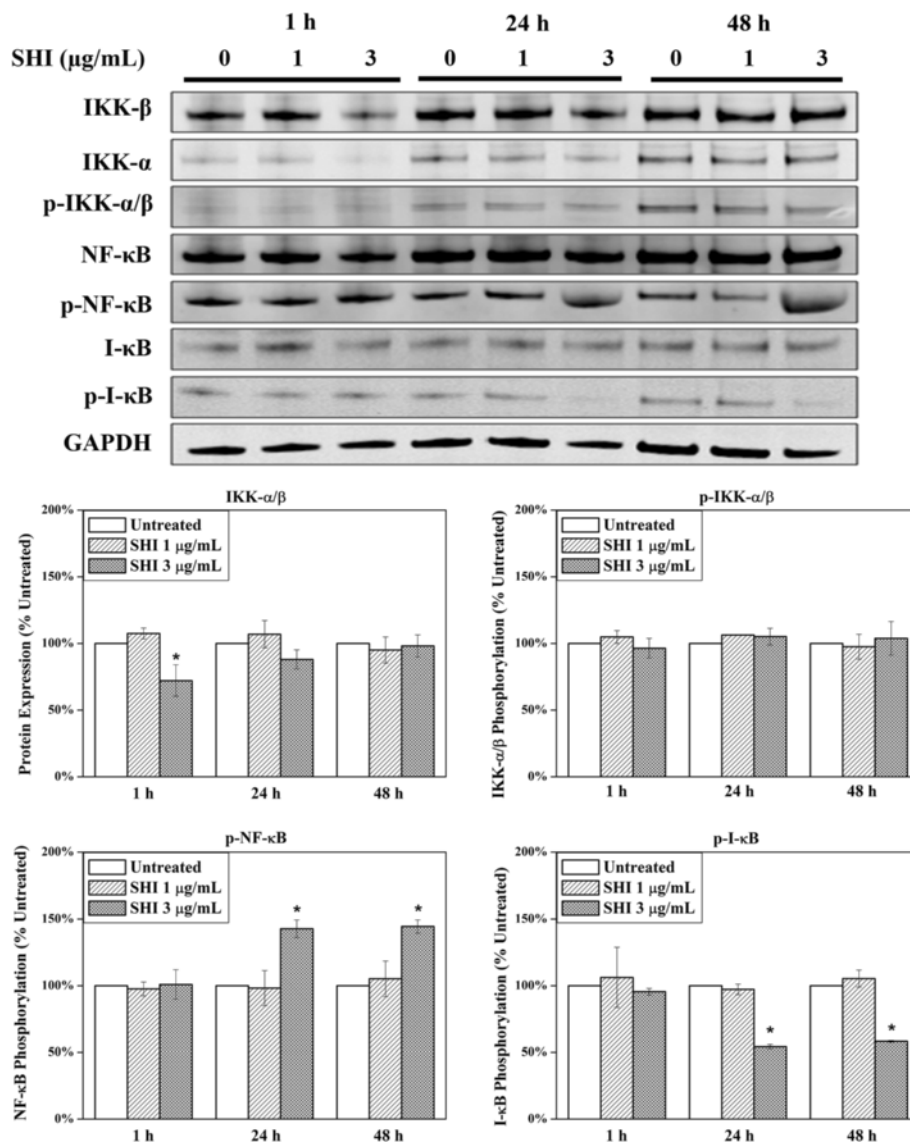 1 h 24 h 48 h
SHI (μg/mL) 0 1 3 0 1 3 0 1 3
IKK-β
IKK-α
p-IKK-α/β
NF-κB
p-NF-κB
I-κB
p-I-κB
GAPDH
IKK-α/β
Protein Expression (% Untreated)
200%
150%
100%
50%
0%
Untreated
SHI 1 μg/mL
SHI 3 μg/mL
*
1 h 24 h 48 h
p-IKK-α/β
IKK-α/β Phosphorylation (% Untreated)
200%
150%
100%
50%
0%
Untreated
SHI 1 μg/mL
SHI 3 μg/mL
1 h 24 h 48 h
p-NF-κB
NF-κB Phosphorylation (% Untreated)
200%
150%
100%
50%
0%
Untreated
SHI 1 μg/mL
SHI 3 μg/mL
* *
1 h 24 h 48 h
p-I-κB
I-κB Phosphorylation (% Untreated)
200%
150%
100%
50%
0%
Untreated
SHI 1 μg/mL
SHI 3 μg/mL
* *
1 h 24 h 48 h